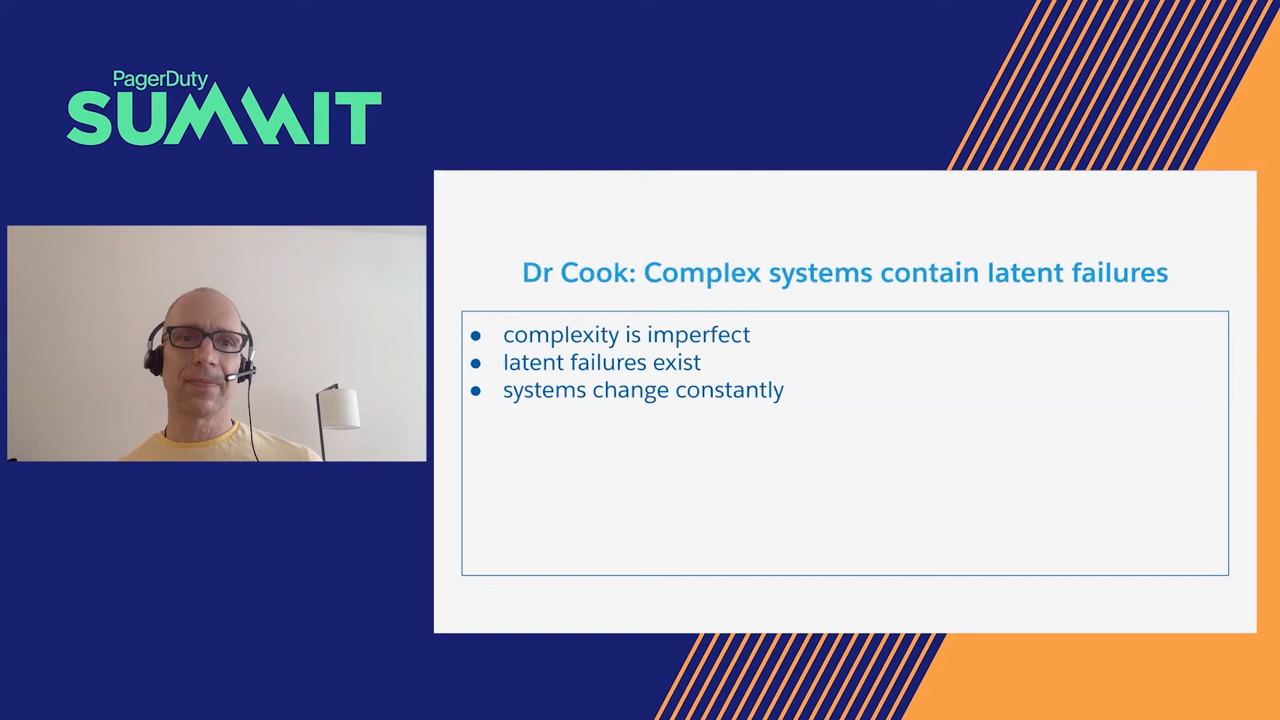 PagerDuty
SUMMIT
Dr Cook: Complex systems contain latent failures
● complexity is imperfect
● latent failures exist
● systems change constantly